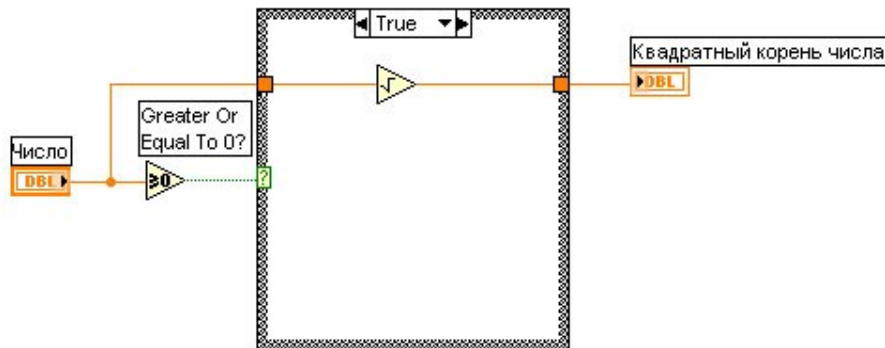 True
Квадратный корень числа
DBL
Greater Or
Equal To 0?
Число
DBL
≥0
?